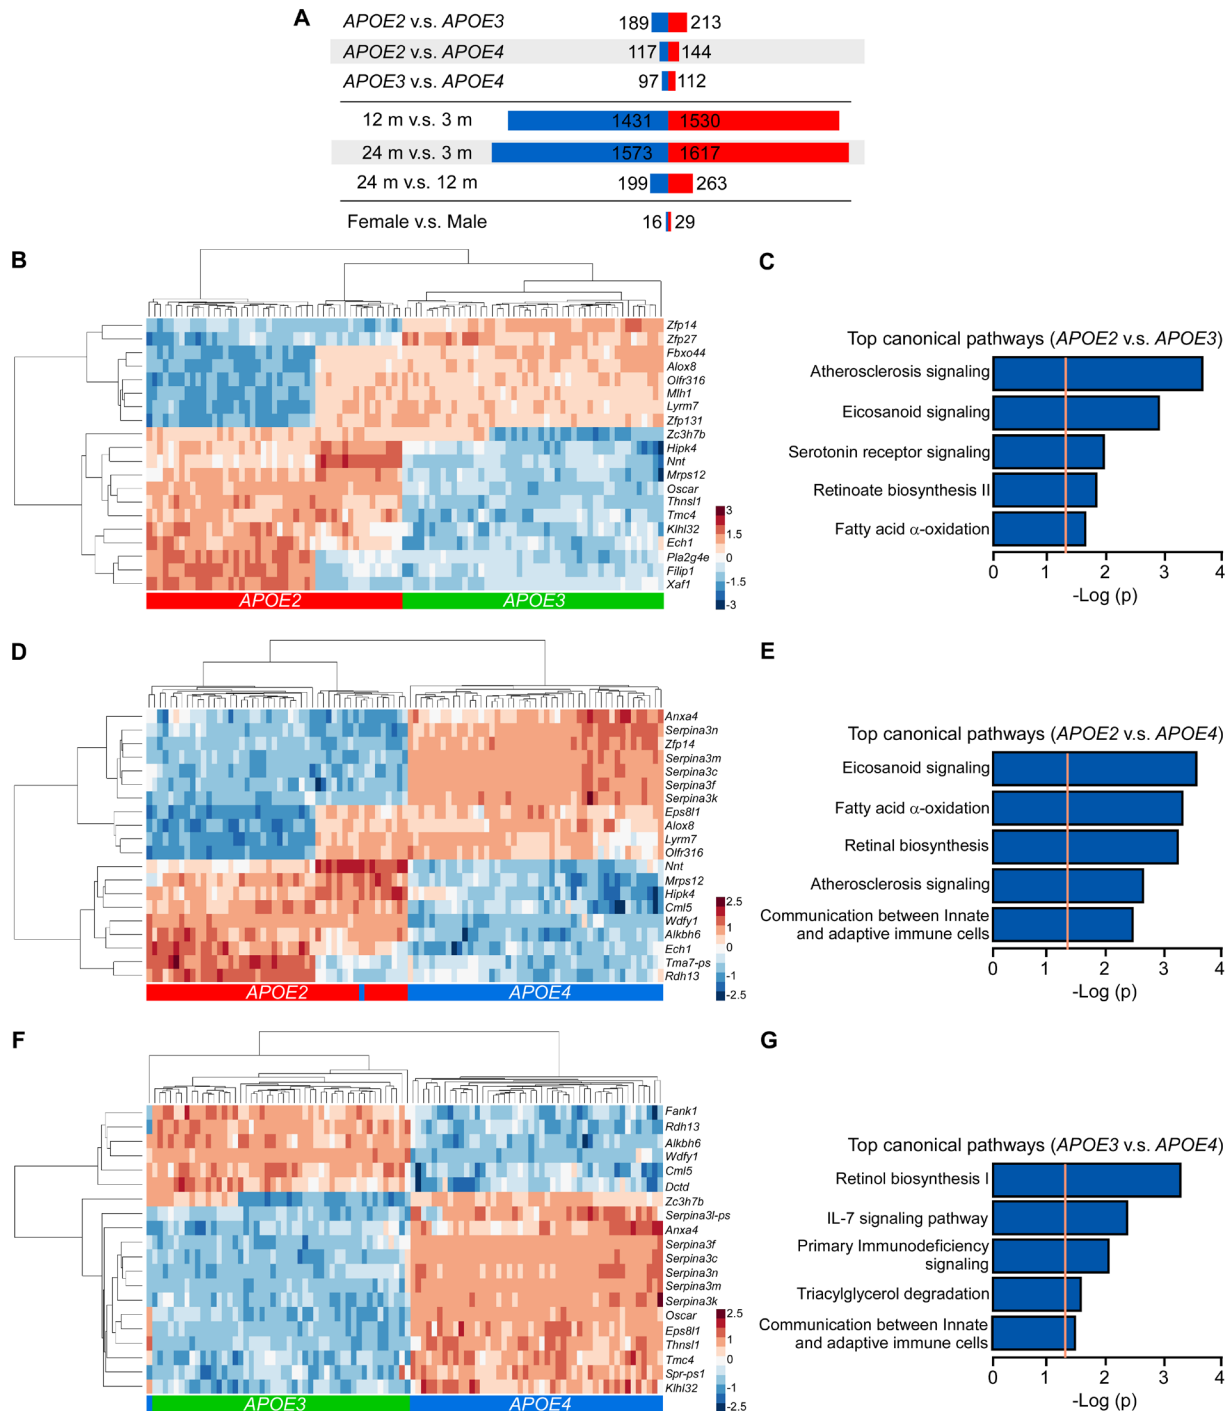 A
APOE2 v.s. APOE3
189
213
APOE2 v.s. APOE4
117
144
APOE3 v.s. APOE4
97
112
12 m v.s. 3 m
1431
1530
24 m v.s. 3 m
1573
1617
24 m v.s. 12 m
199
263
Female v.s. Male
16
29
B
Zfp14
Zfp27
Fbxo44
Alox8
Olfr316
Mlh1
Lyrm7
Zfp131
Zc3h7b
Hipk4
Nnt
Mrps12
Oscar
Thnsl1
Tmc4
Klhl32
Ech1
Pla2g4e
Filip1
Xaf1
3
1.5
0
-1.5
-3
APOE2
APOE3
C
Top canonical pathways (APOE2 v.s. APOE3)
Atherosclerosis signaling
Eicosanoid signaling
Serotonin receptor signaling
Retinoate biosynthesis II
Fatty acid α-oxidation
0 1 2 3 4
-Log (p)
D
Anxa4
Serpina3n
Zfp14
Serpina3m
Serpina3c
Serpina3f
Serpina3k
Eps8l1
Alox8
Lyrm7
Olfr316
Nnt
Mrps12
Hipk4
Cml5
Wdfy1
Alkbh6
Ech1
Tma7-ps
Rdh13
2.5
1
0
-1
-2.5
APOE2
APOE4
E
Top canonical pathways (APOE2 v.s. APOE4)
Eicosanoid signaling
Fatty acid α-oxidation
Retinal biosynthesis
Atherosclerosis signaling
Communication between Innate
and adaptive immune cells
0 1 2 3 4
-Log (p)
F
Fank1
Rdh13
Alkbh6
Wdfy1
Cml5
Dctd
Zc3h7b
Serpina3l-ps
Anxa4
Serpina3f
Serpina3c
Serpina3n
Serpina3m
Serpina3k
Oscar
Eps8l1
Thnsl1
Tmc4
Spr-ps1
Klhl32
2.5
1
0
-1
-2.5
APOE3
APOE4
G
Top canonical pathways (APOE3 v.s. APOE4)
Retinol biosynthesis I
IL-7 signaling pathway
Primary Immunodeficiency
signaling
Triacylglycerol degradation
Communication between Innate
and adaptive immune cells
0 1 2 3 4
-Log (p)